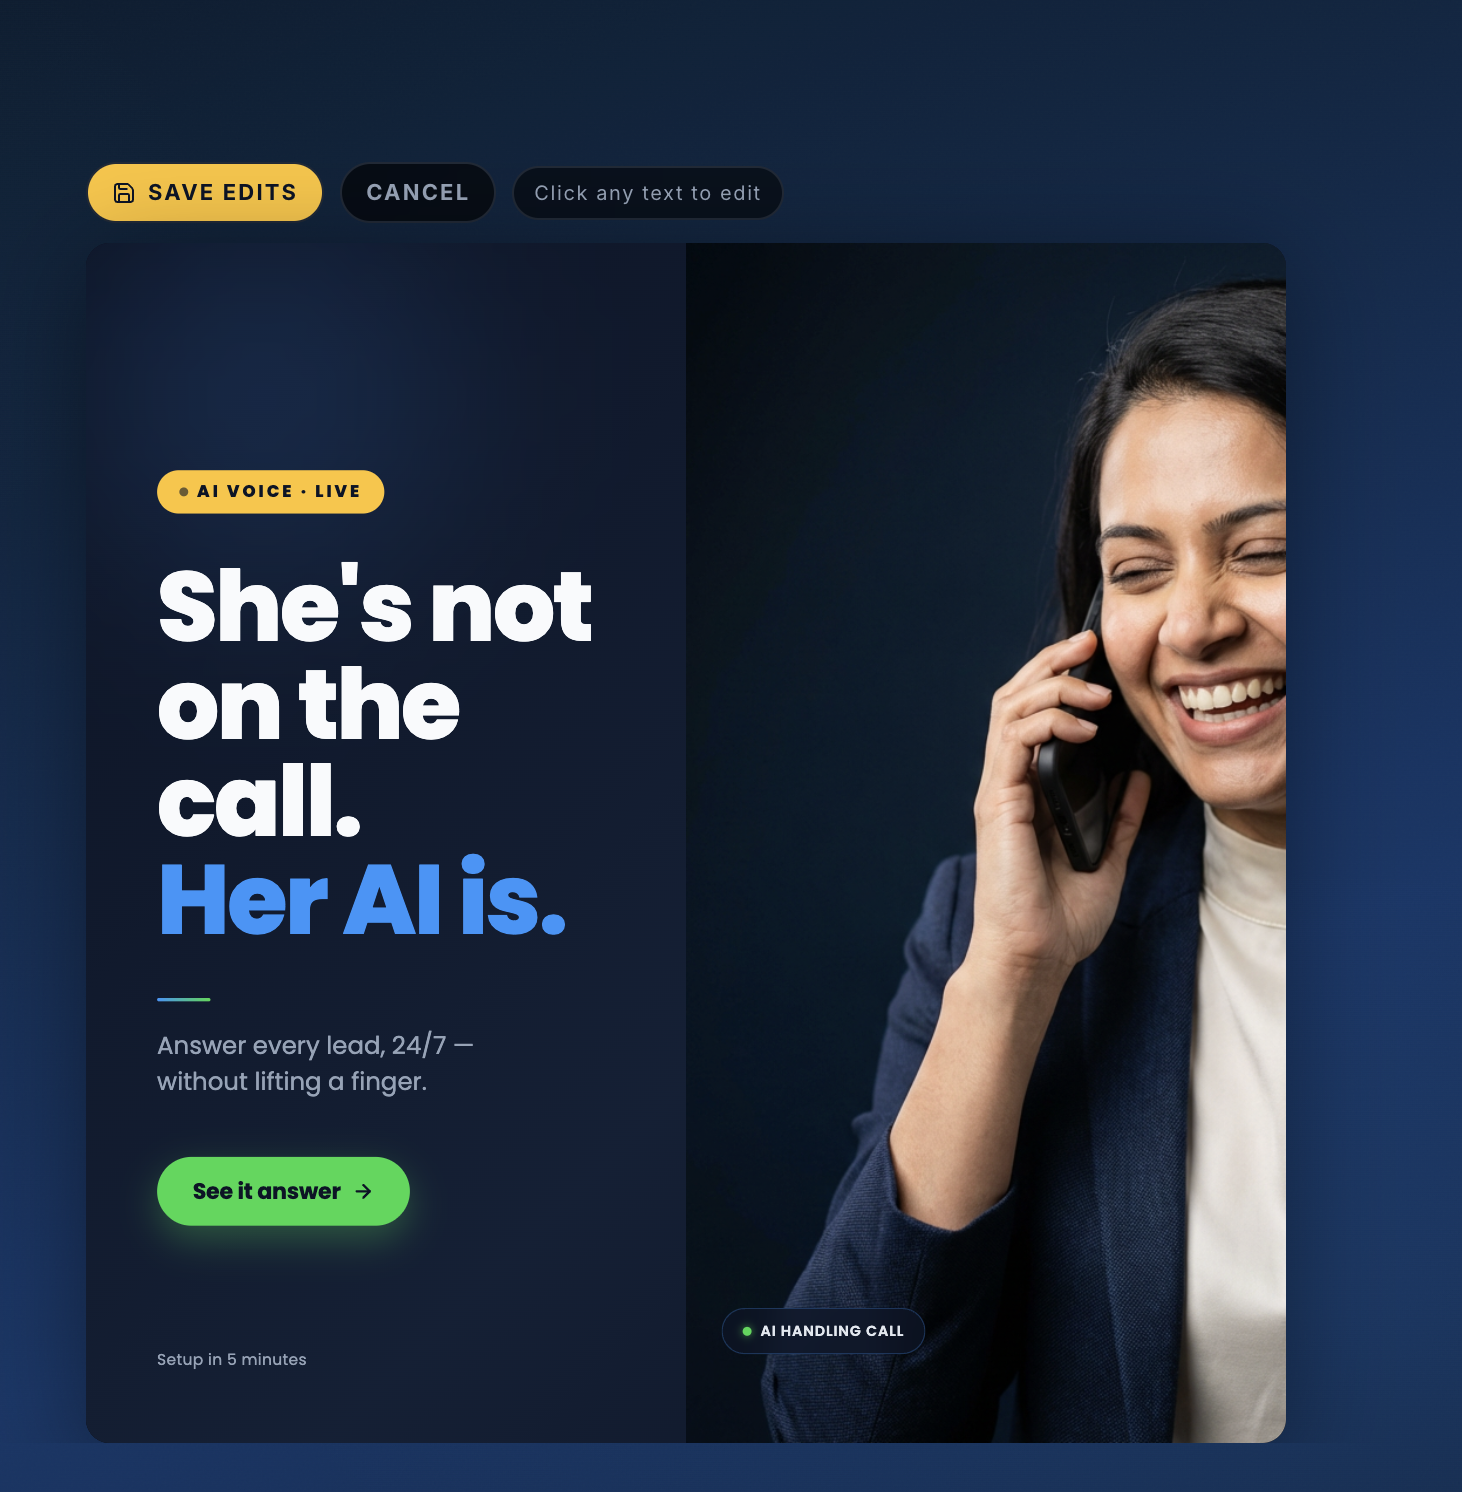 SAVE EDITS
CANCEL
Click any text to edit
AI VOICE · LIVE
She's not
on the
call.
Her AI is.
Answer every lead, 24/7 —
without lifting a finger.
See it answer →
AI HANDLING CALL
Setup in 5 minutes